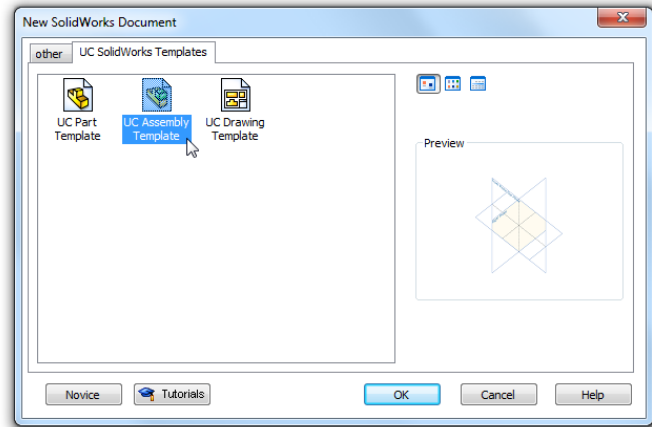 New SolidWorks Document
other
UC SolidWorks Templates
UC Part
Template
UC Assembly
Template
UC Drawing
Template
Preview
Novice
Tutorials
OK
Cancel
Help